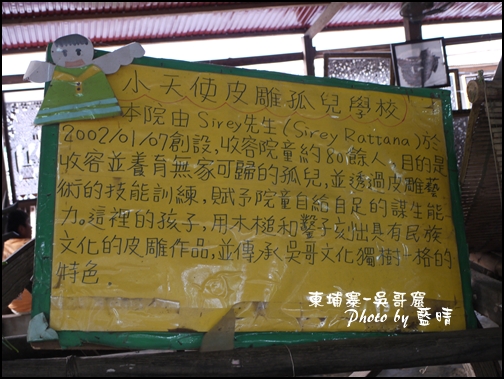 小天使皮雕孤兒學校
本院由Sirey先生(Sirey Rattana)於
2002/01/07創設，收容院童約80餘人，目的是
收容並養育無家可歸的孤兒，並透過皮雕藝
術的技能訓練，賦予院童自給自足的謀生能
力。這裡的孩子，用木槌和鑿子刻出具有民族
文化的皮雕作品，並傳承吳哥文化獨樹一格的
特色.
柬埔寨-吳哥窟
Photo by 藍晴